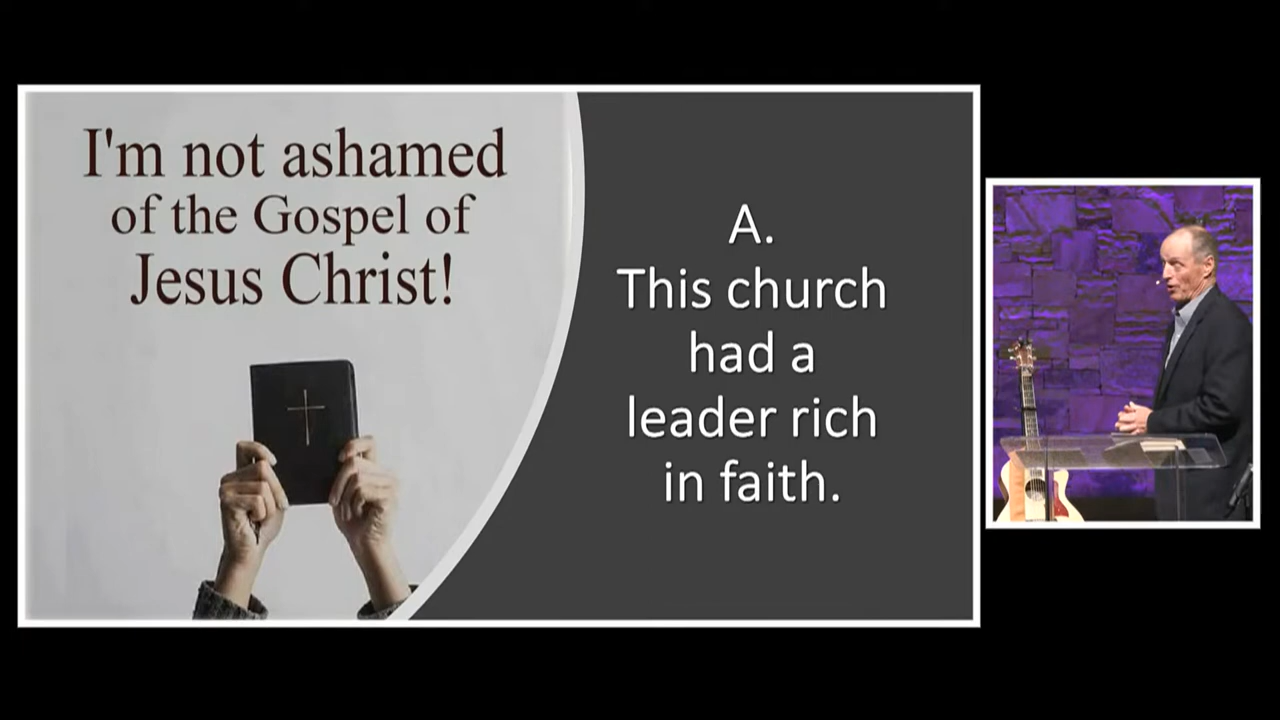 I'm not ashamed
of the Gospel of
Jesus Christ!
A.
This church
had a
leader rich
in faith.